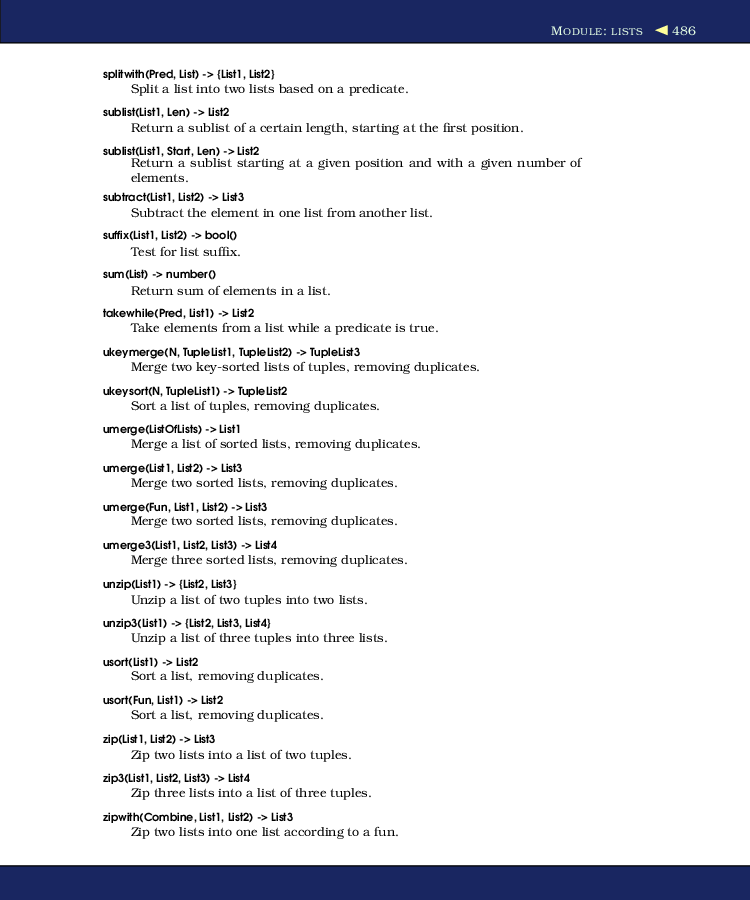 MODULE: LISTS ◄ 486
splitwith(Pred, List) -> {List1, List2}
Split a list into two lists based on a predicate.
sublist(List1, Len) -> List2
Return a sublist of a certain length, starting at the first position.
sublist(List1, Start, Len) -> List2
Return a sublist starting at a given position and with a given number of
elements.
subtract(List1, List2) -> List3
Subtract the element in one list from another list.
suffix(List1, List2) -> bool()
Test for list suffix.
sum(List) -> number()
Return sum of elements in a list.
takewhile(Pred, List1) -> List2
Take elements from a list while a predicate is true.
ukeymerge(N, TupleList1, TupleList2) -> TupleList3
Merge two key-sorted lists of tuples, removing duplicates.
ukeysort(N, TupleList1) -> TupleList2
Sort a list of tuples, removing duplicates.
umerge(ListOfLists) -> List1
Merge a list of sorted lists, removing duplicates.
umerge(List1, List2) -> List3
Merge two sorted lists, removing duplicates.
umerge(Fun, List1, List2) -> List3
Merge two sorted lists, removing duplicates.
umerge3(List1, List2, List3) -> List4
Merge three sorted lists, removing duplicates.
unzip(List1) -> {List2, List3}
Unzip a list of two tuples into two lists.
unzip3(List1) -> {List2, List3, List4}
Unzip a list of three tuples into three lists.
usort(List1) -> List2
Sort a list, removing duplicates.
usort(Fun, List1) -> List2
Sort a list, removing duplicates.
zip(List1, List2) -> List3
Zip two lists into a list of two tuples.
zip3(List1, List2, List3) -> List4
Zip three lists into a list of three tuples.
zipwith(Combine, List1, List2) -> List3
Zip two lists into one list according to a fun.